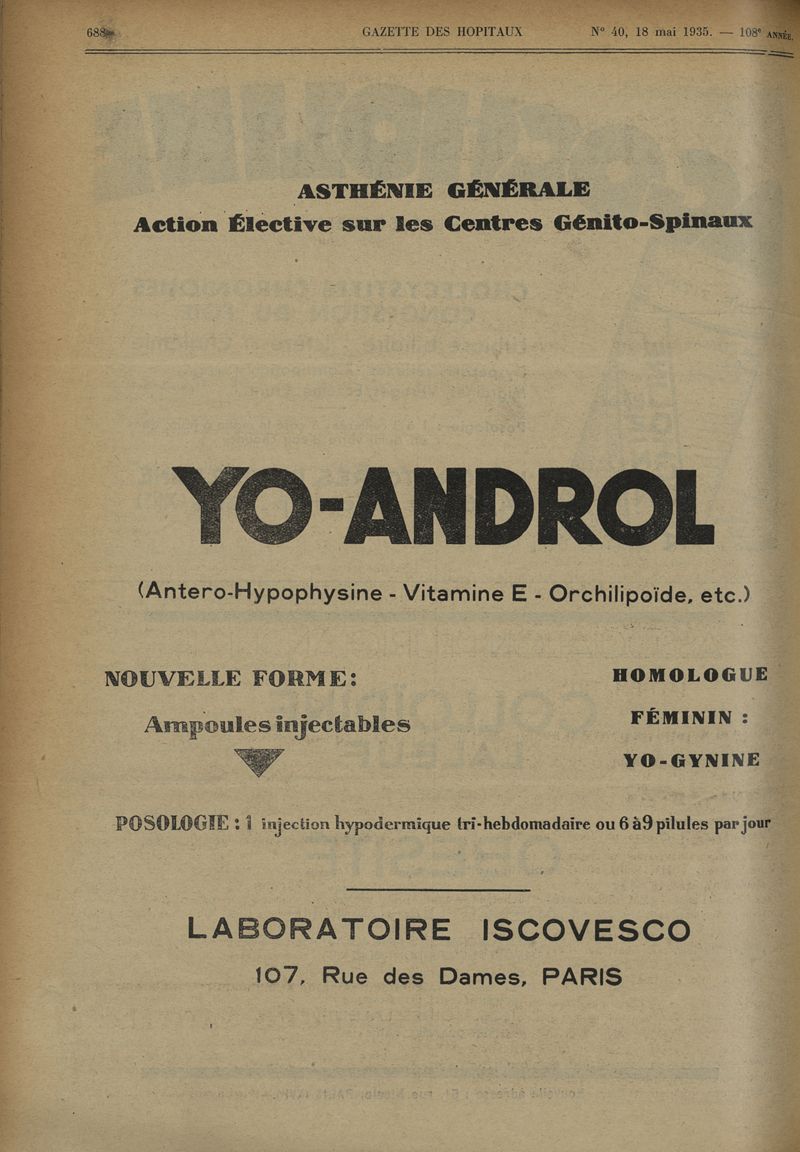 688 GAZETTE DES HOPITAUX N° 40, 18 mai 1935. — 108e ANNÉE.
ASTHÉNIE GÉNÉRALE
Action Élective sur les Centres Génito-Spinaux
YO-ANDROL
(Antero-Hypophysine - Vitamine E - Orchilipoïde, etc.)
NOUVELLE FORME:
Ampoules injectables
HOMOLOGUE
FÉMININ :
YO-GYNINE
POSOLOGIE : 1 injection hypodermique tri-hebdomadaire ou 6 à 9 pilules par jour
LABORATOIRE ISCOVESCO
107, Rue des Dames, PARIS